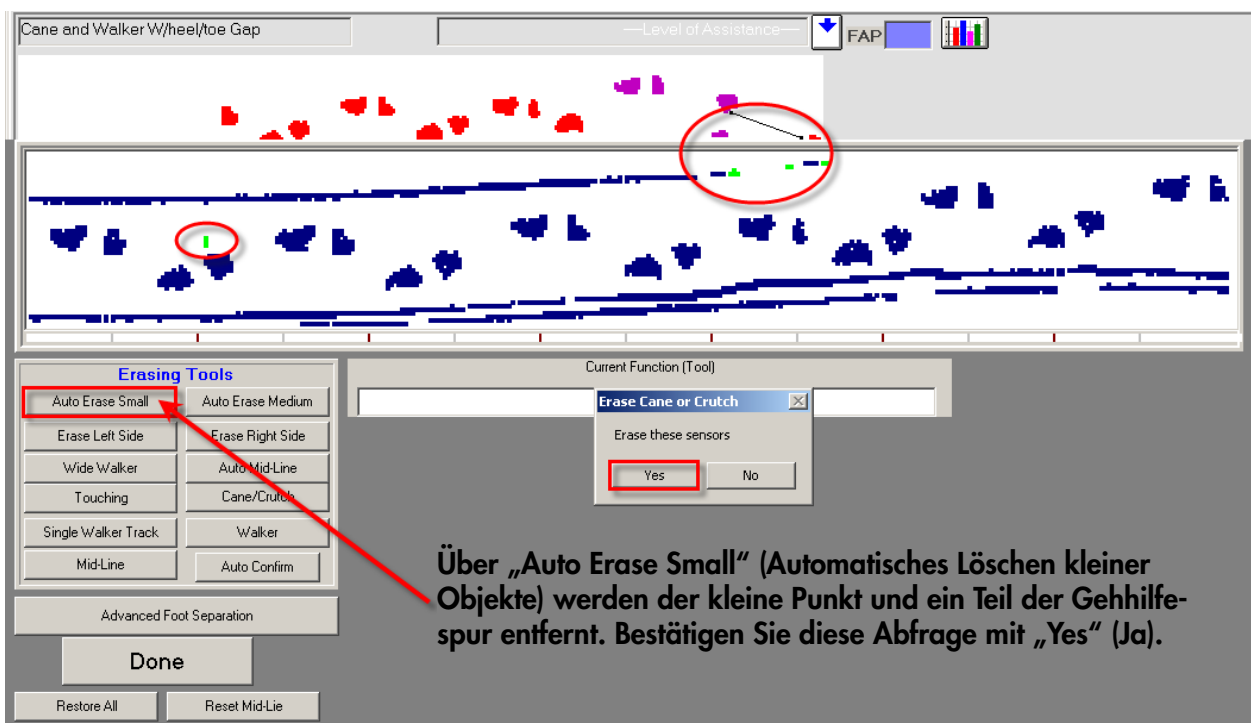 Cane and Walker W/heel/toe Gap
—Level of Assistance—
FAP
Erasing Tools
Auto Erase Small
Auto Erase Medium
Erase Left Side
Erase Right Side
Wide Walker
Auto Mid-Line
Touching
Cane/Crutch
Single Walker Track
Walker
Mid-Line
Auto Confirm
Advanced Foot Separation
Done
Restore All
Reset Mid-Lie
Current Function (Tool)
Erase Cane or Crutch
Erase these sensors
Yes
No
Über „Auto Erase Small“ (Automatisches Löschen kleiner
Objekte) werden der kleine Punkt und ein Teil der Gehhilfe-
spur entfernt. Bestätigen Sie diese Abfrage mit „Yes“ (Ja).